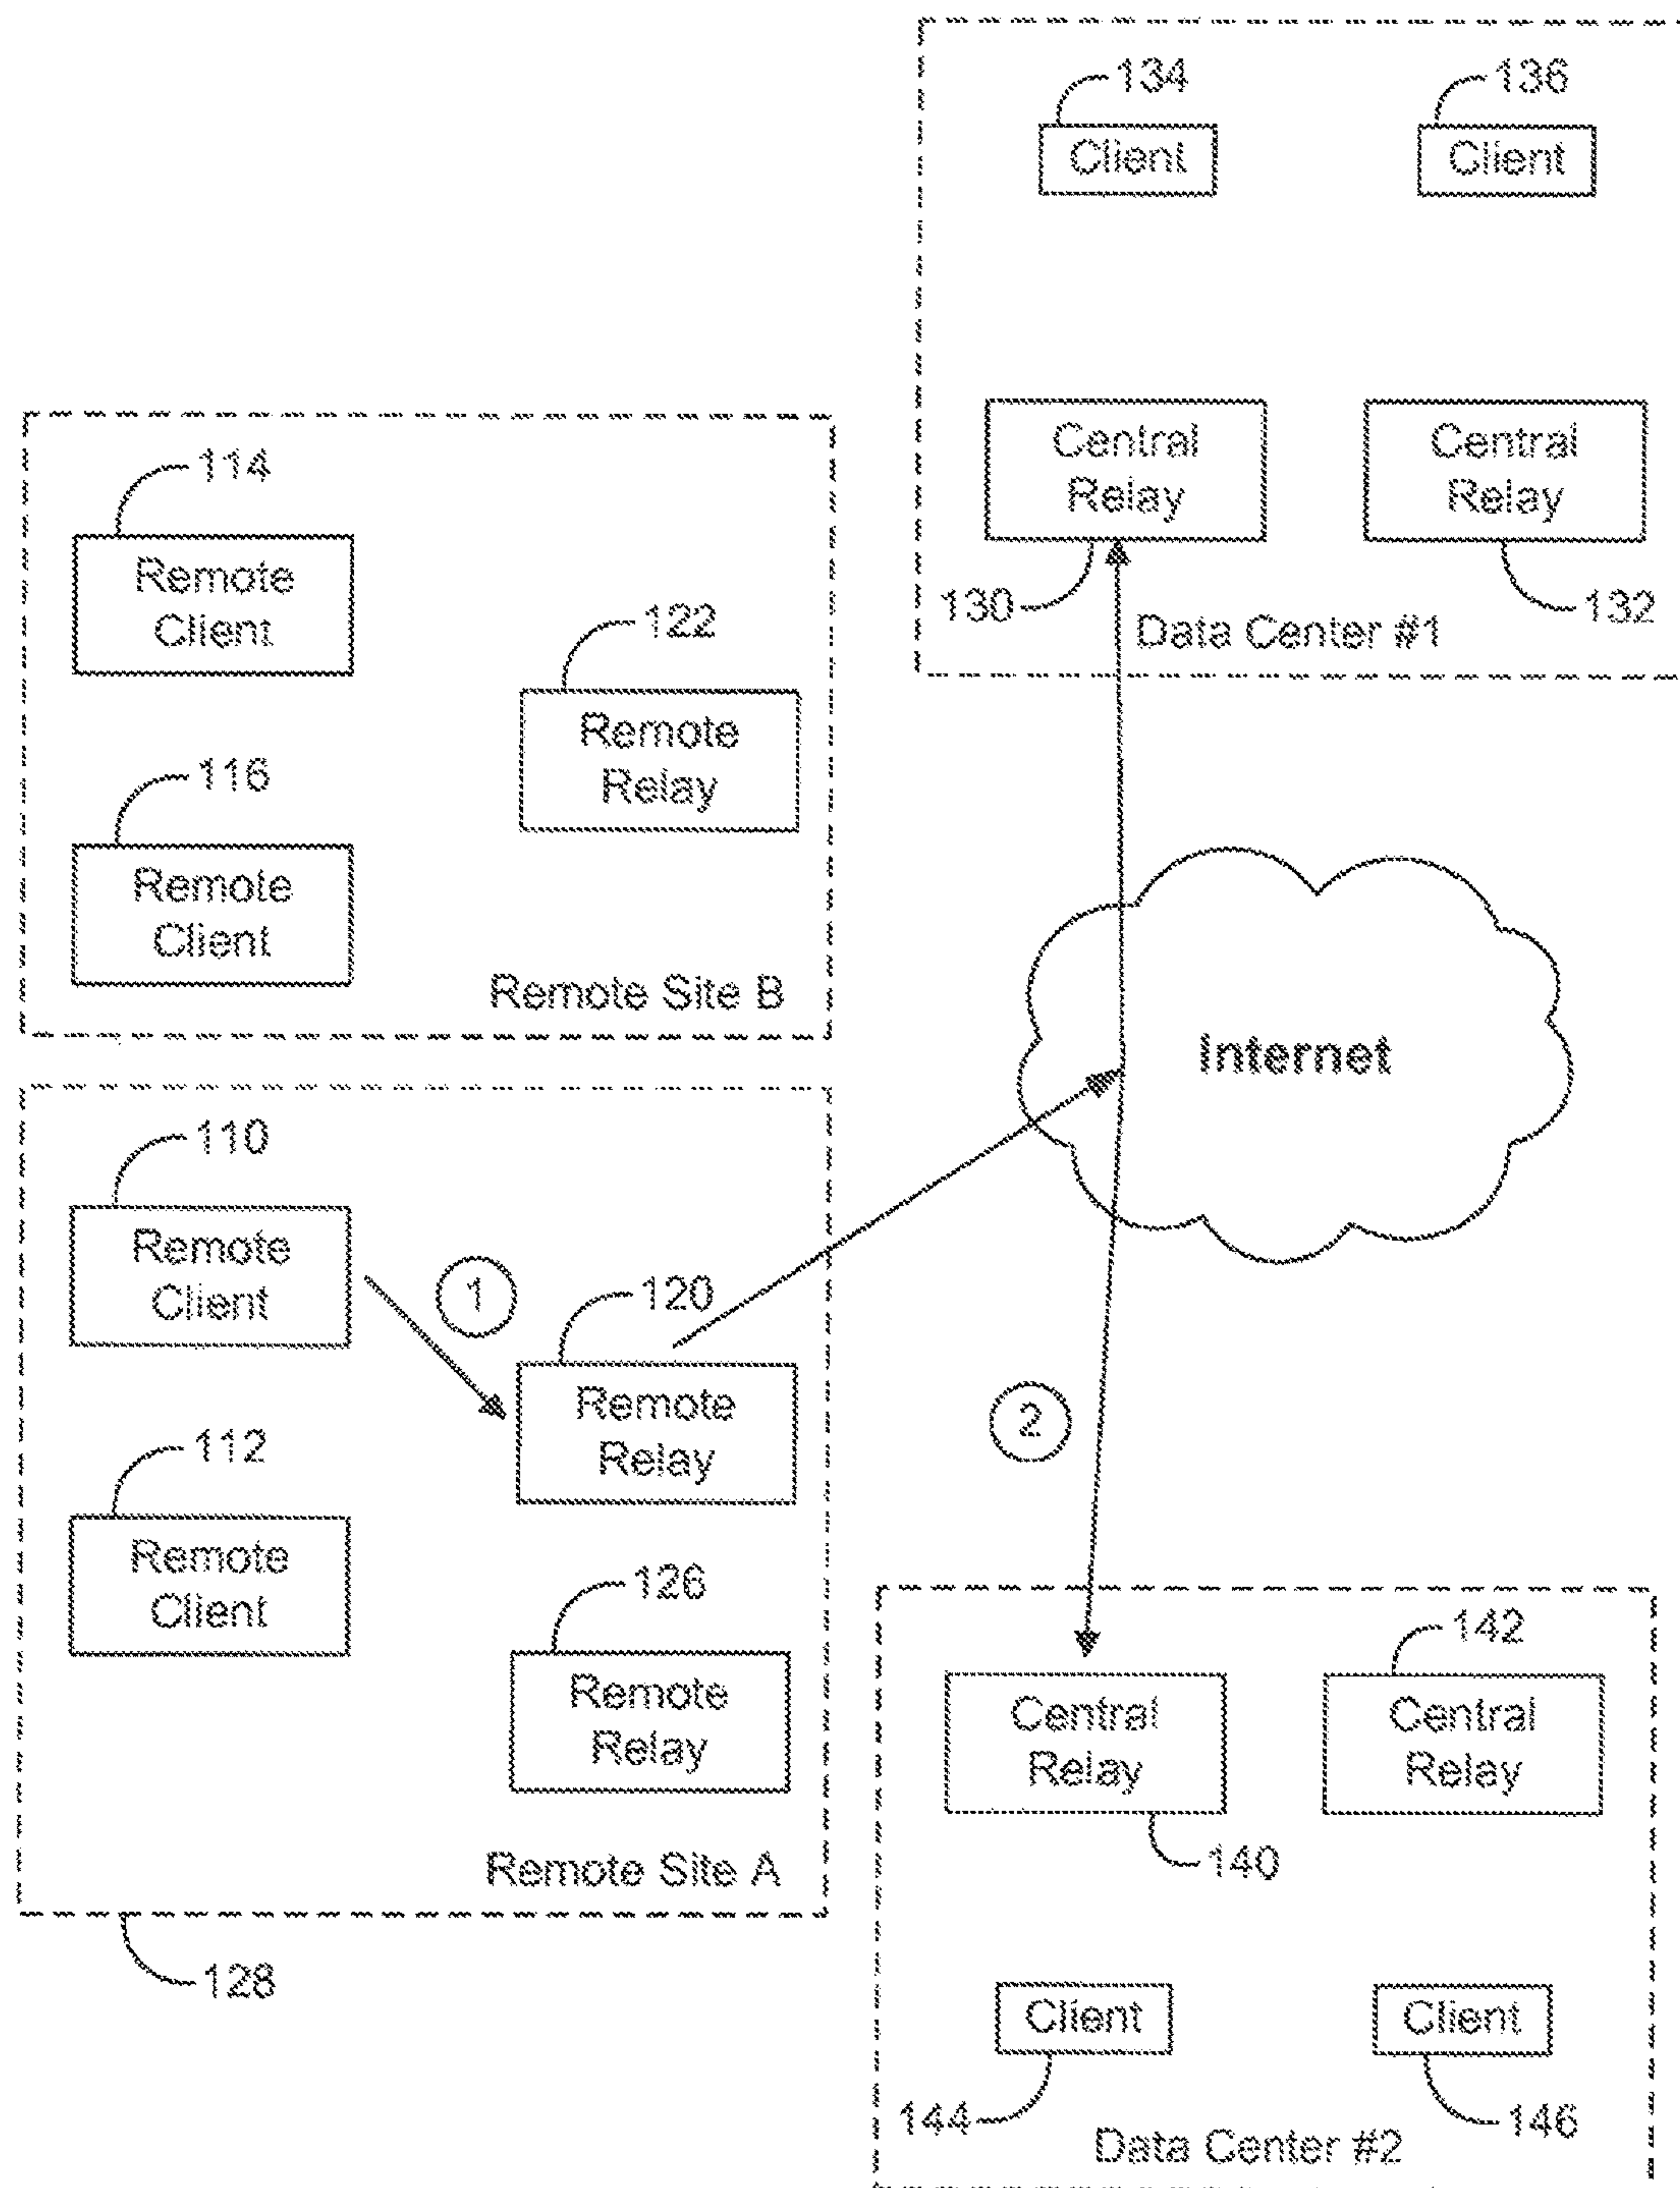 134
136
Client
Client
Central
Relay
Central
Relay
130
132
Data Center #1
114
Remote
Client
122
Remote
Relay
116
Remote
Client
Remote Site B
Internet
110
Remote
Client
1
120
Remote
Relay
2
112
Remote
Client
126
Remote
Relay
Remote Site A
128
142
Central
Relay
Central
Relay
140
Client
Client
144
146
Data Center #2